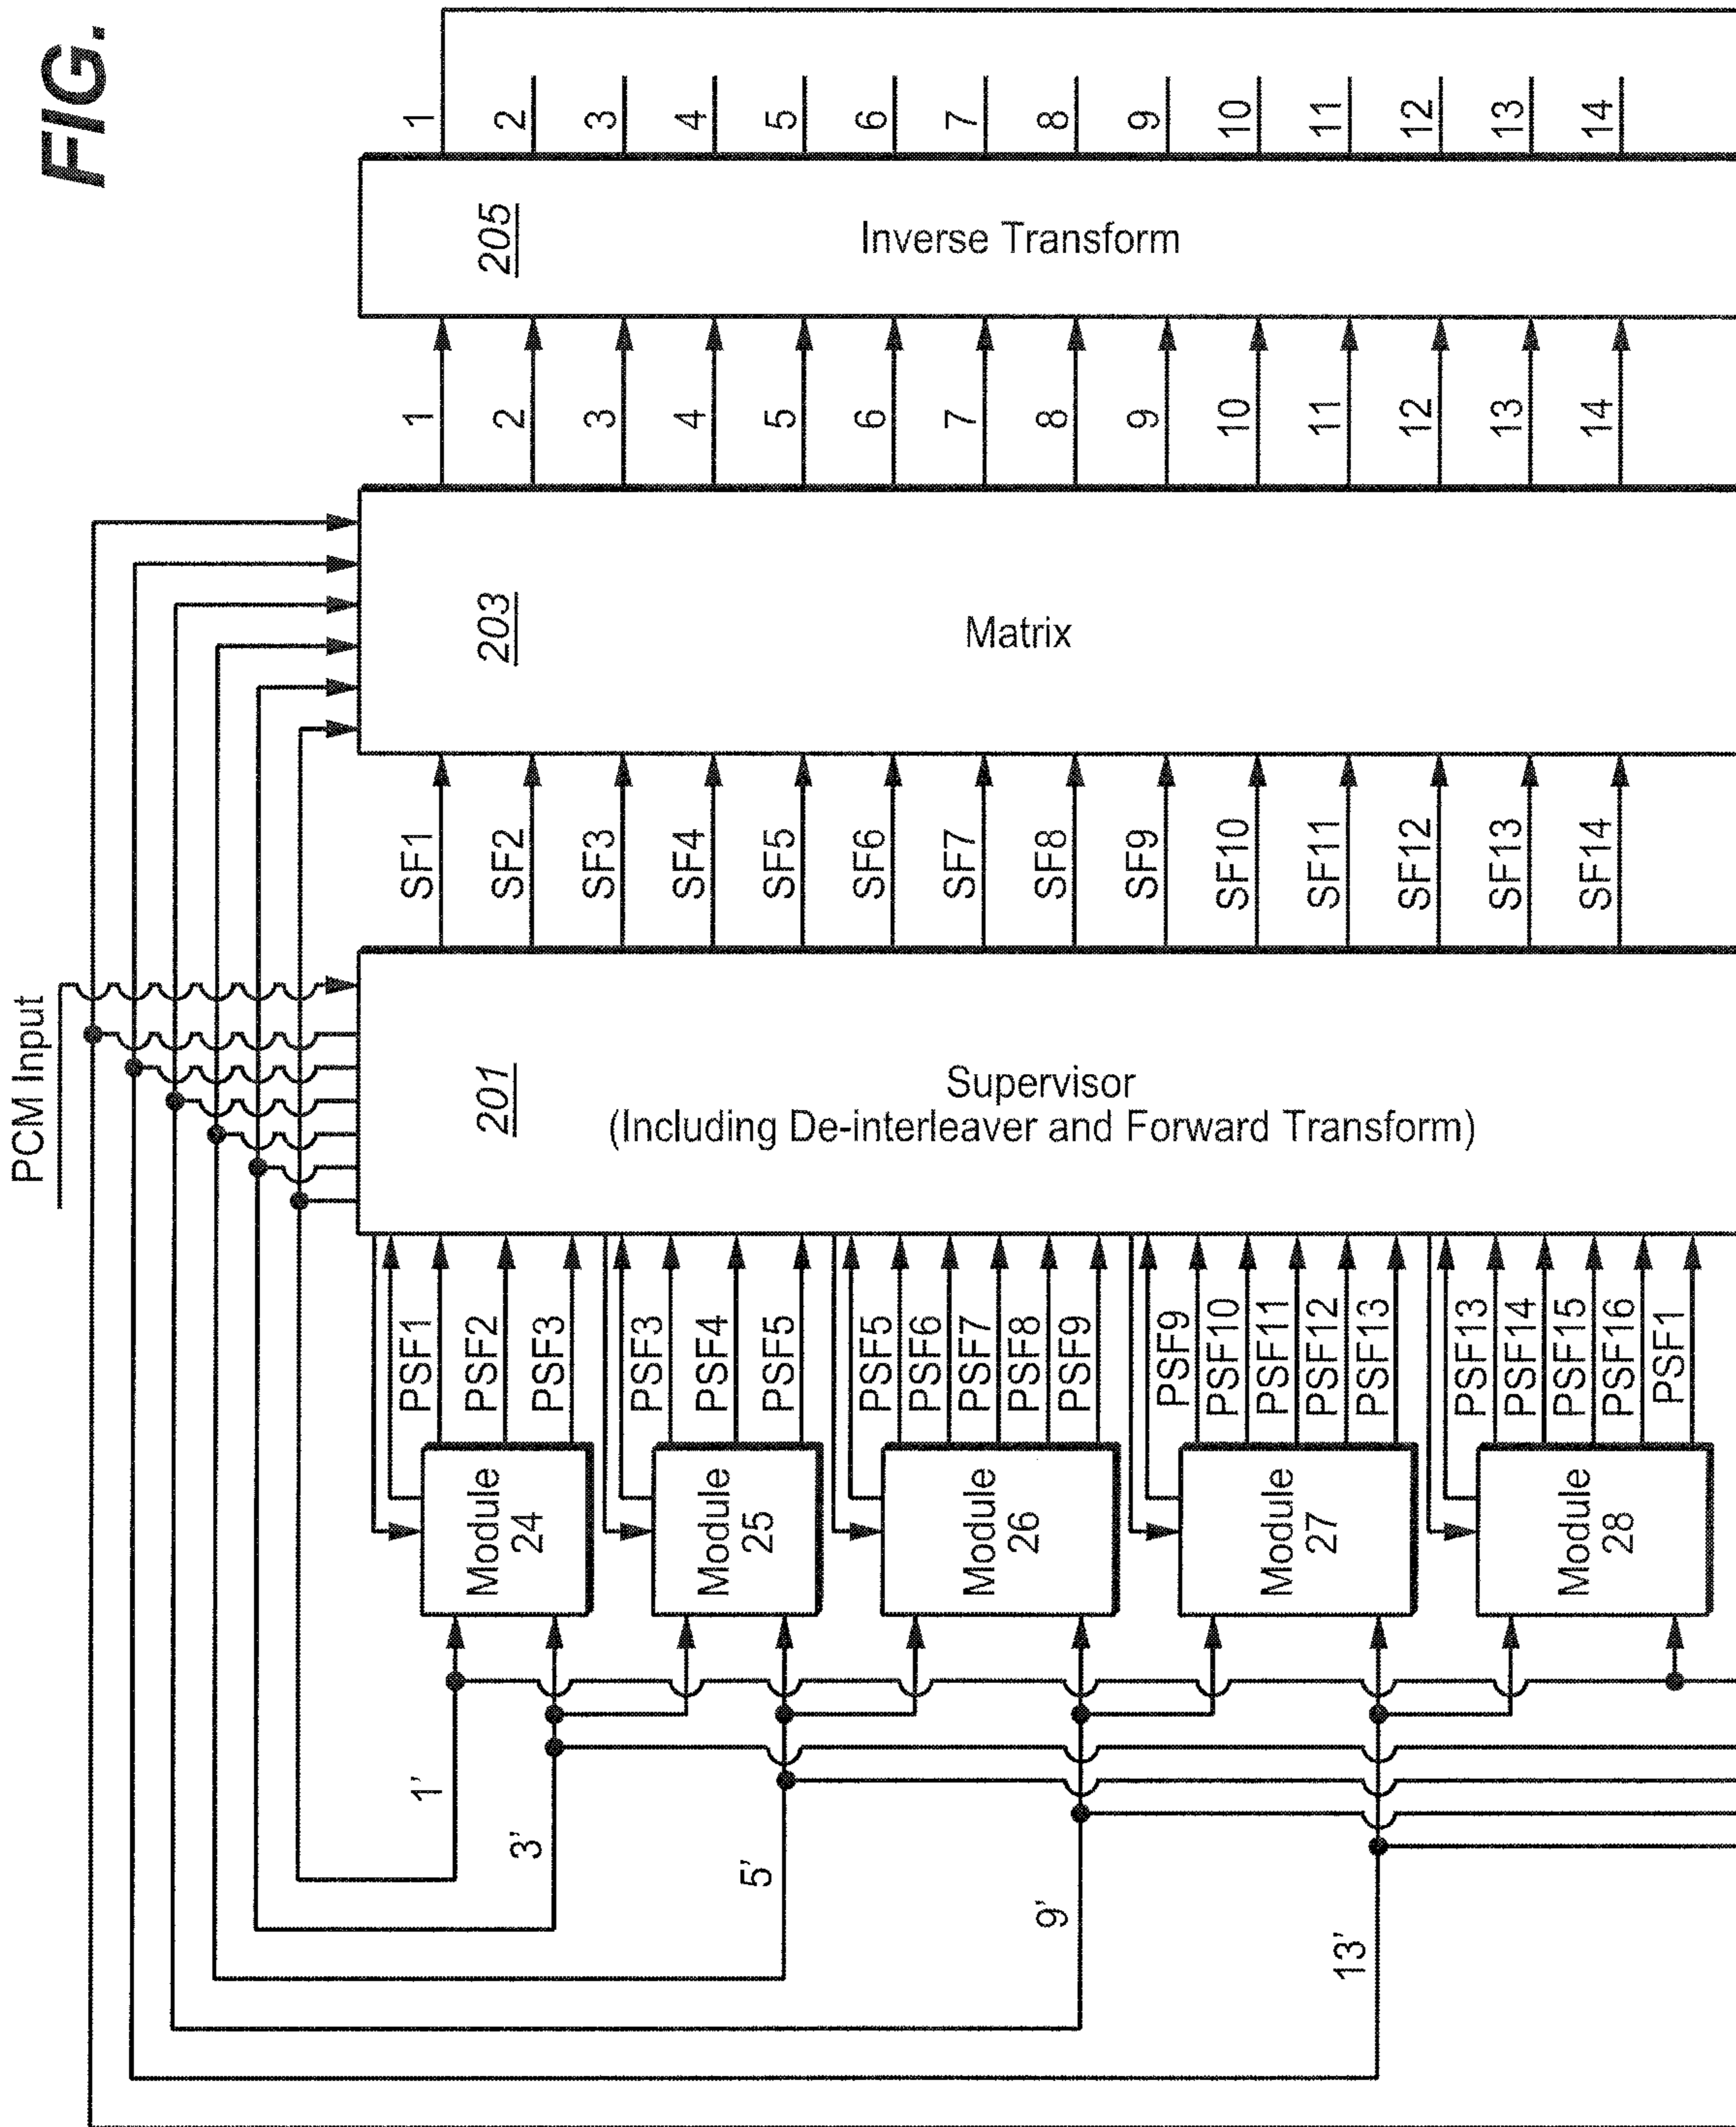 FIG.
PCM Input
1'
3'
5'
9'
13'
Module
24
Module
25
Module
26
Module
27
Module
28
PSF1
PSF2
PSF3
PSF3
PSF4
PSF5
PSF5
PSF6
PSF7
PSF8
PSF9
PSF9
PSF10
PSF11
PSF12
PSF13
PSF13
PSF14
PSF15
PSF16
PSF1
201
Supervisor
(Including De-interleaver and Forward Transform)
SF1
SF2
SF3
SF4
SF5
SF6
SF7
SF8
SF9
SF10
SF11
SF12
SF13
SF14
203
Matrix
1
2
3
4
5
6
7
8
9
10
11
12
13
14
205
Inverse Transform
1
2
3
4
5
6
7
8
9
10
11
12
13
14